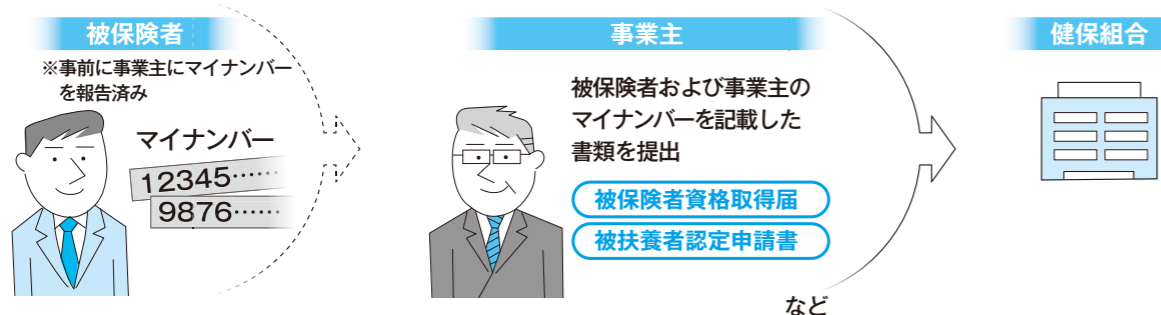 被保険者
※事前に事業主にマイナンバー
を報告済み
マイナンバー
12345……
9876……
事業主
被保険者および事業主の
マイナンバーを記載した
書類を提出
被保険者資格取得届
被扶養者認定申請書
など
健保組合